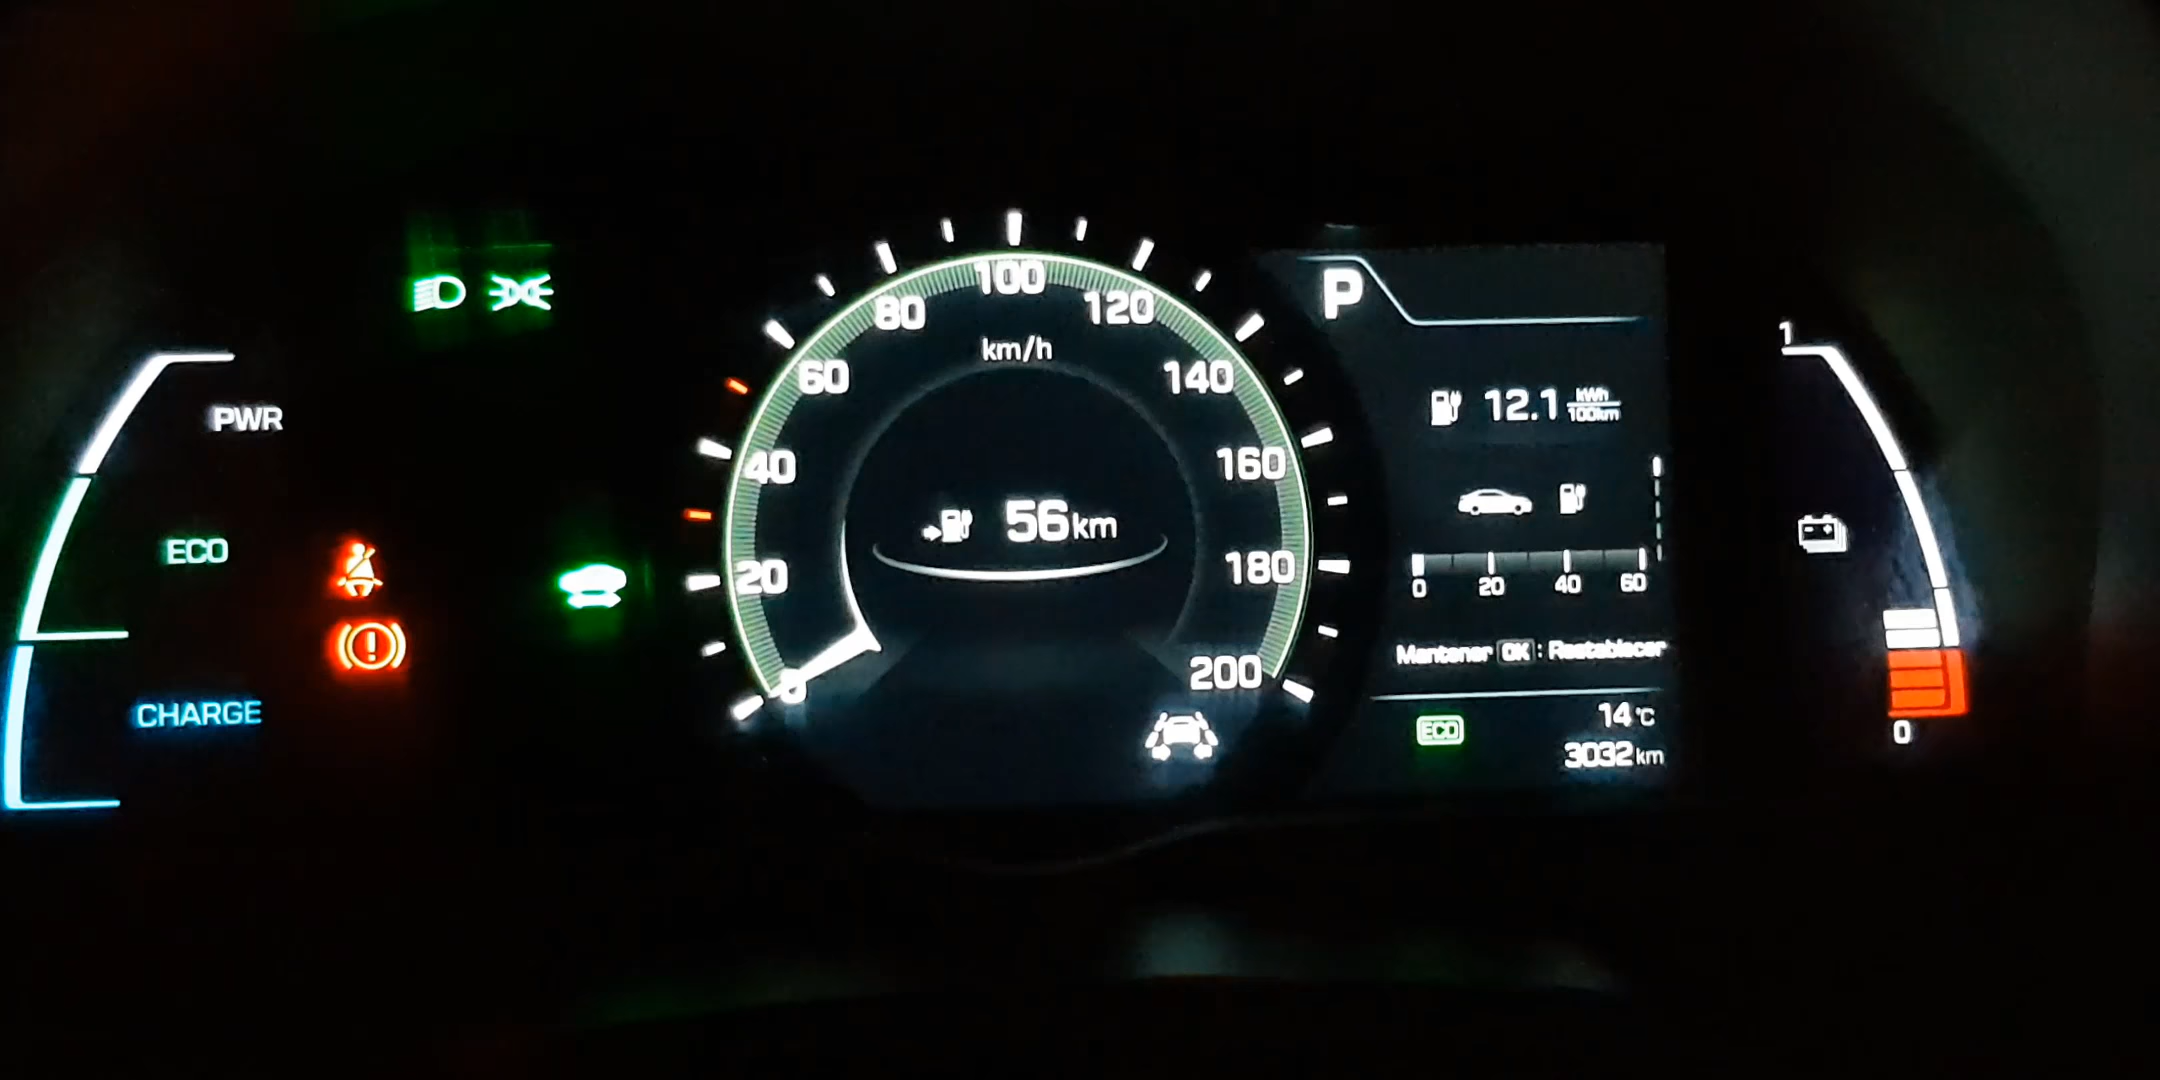 PWR
ECO
CHARGE
0
20
40
60
80
100
120
140
160
180
200
km/h
56 km
P
12.1 kWh/100km
0 20 40 60
Mantener OK : Restablecer
ECO
14 °C
3032 km
1
0